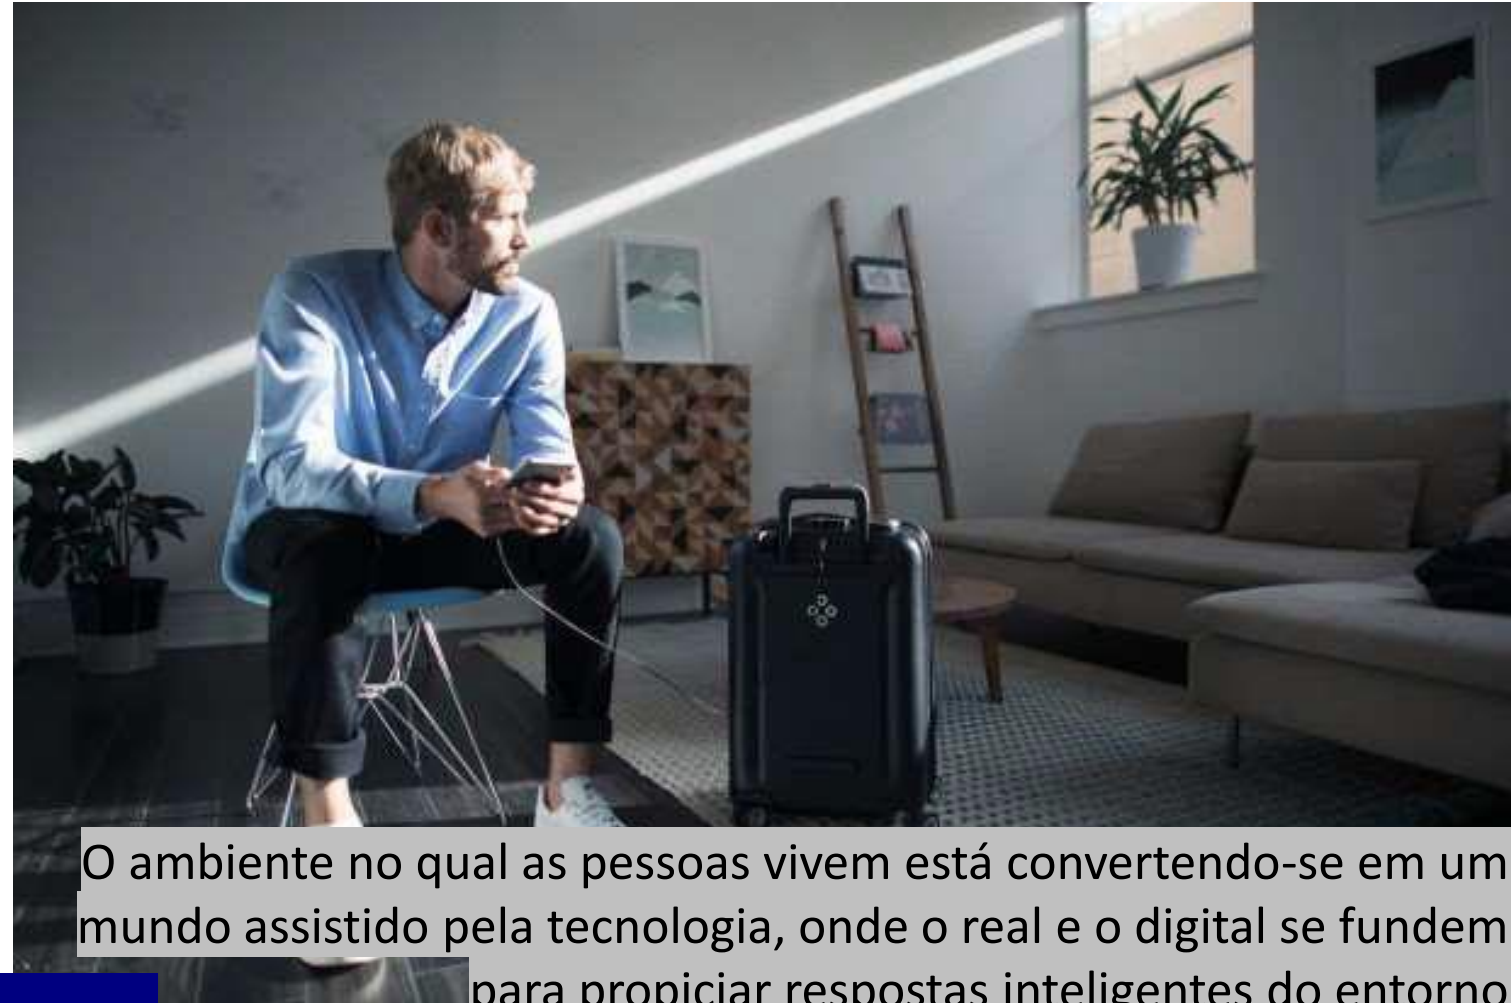 O ambiente no qual as pessoas vivem está convertendo-se em um
mundo assistido pela tecnologia, onde o real e o digital se fundem
para propiciar respostas inteligentes do entorno